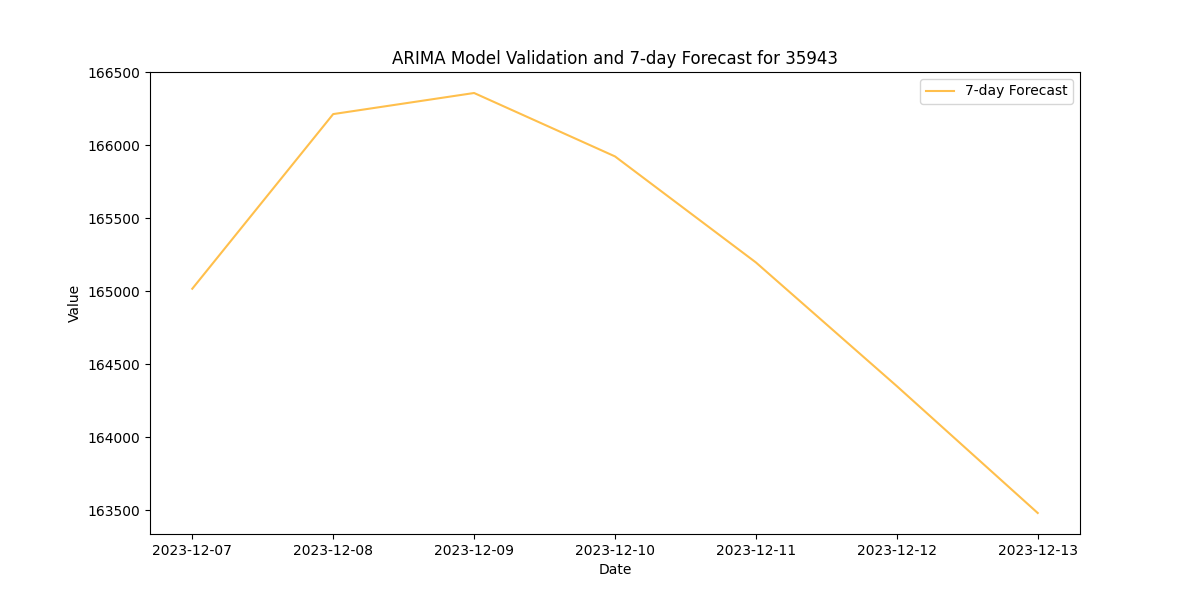 ARIMA Model Validation and 7-day Forecast for 35943
7-day Forecast
166500
166000
165500
165000
164500
164000
163500
Value
2023-12-07 2023-12-08 2023-12-09 2023-12-10 2023-12-11 2023-12-12 2023-12-13
Date